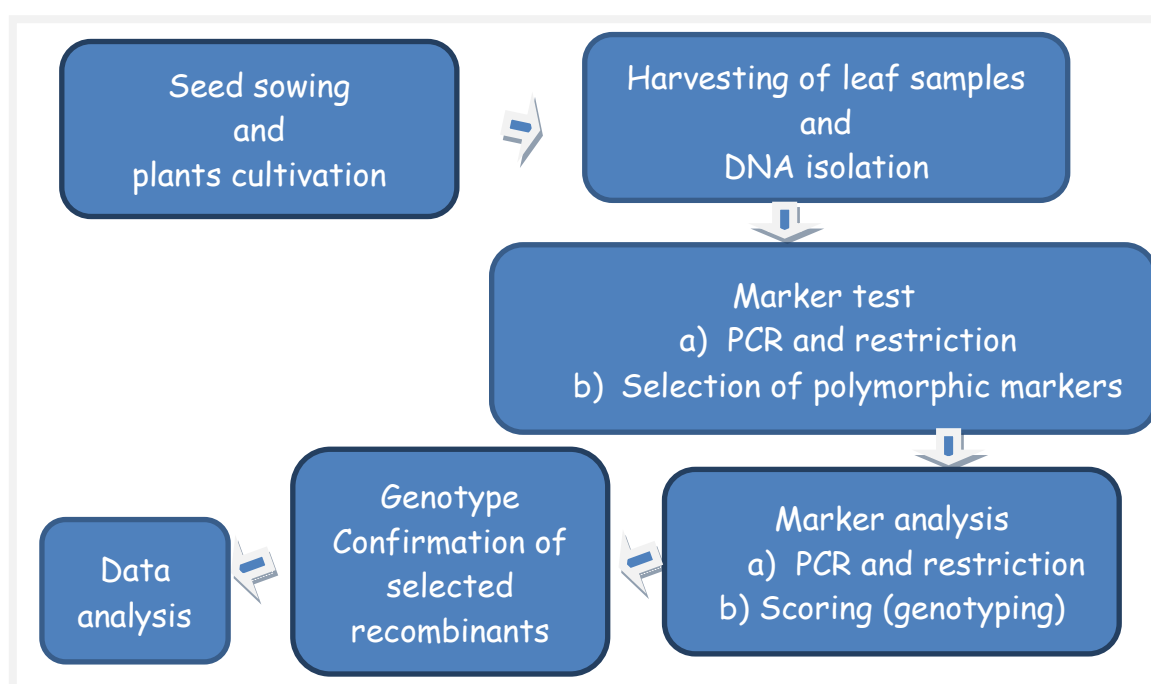 Seed sowing
and
plants cultivation
Harvesting of leaf samples
and
DNA isolation
Marker test
a) PCR and restriction
b) Selection of polymorphic markers
Marker analysis
a) PCR and restriction
b) Scoring (genotyping)
Genotype
Confirmation of
selected
recombinants
Data
analysis